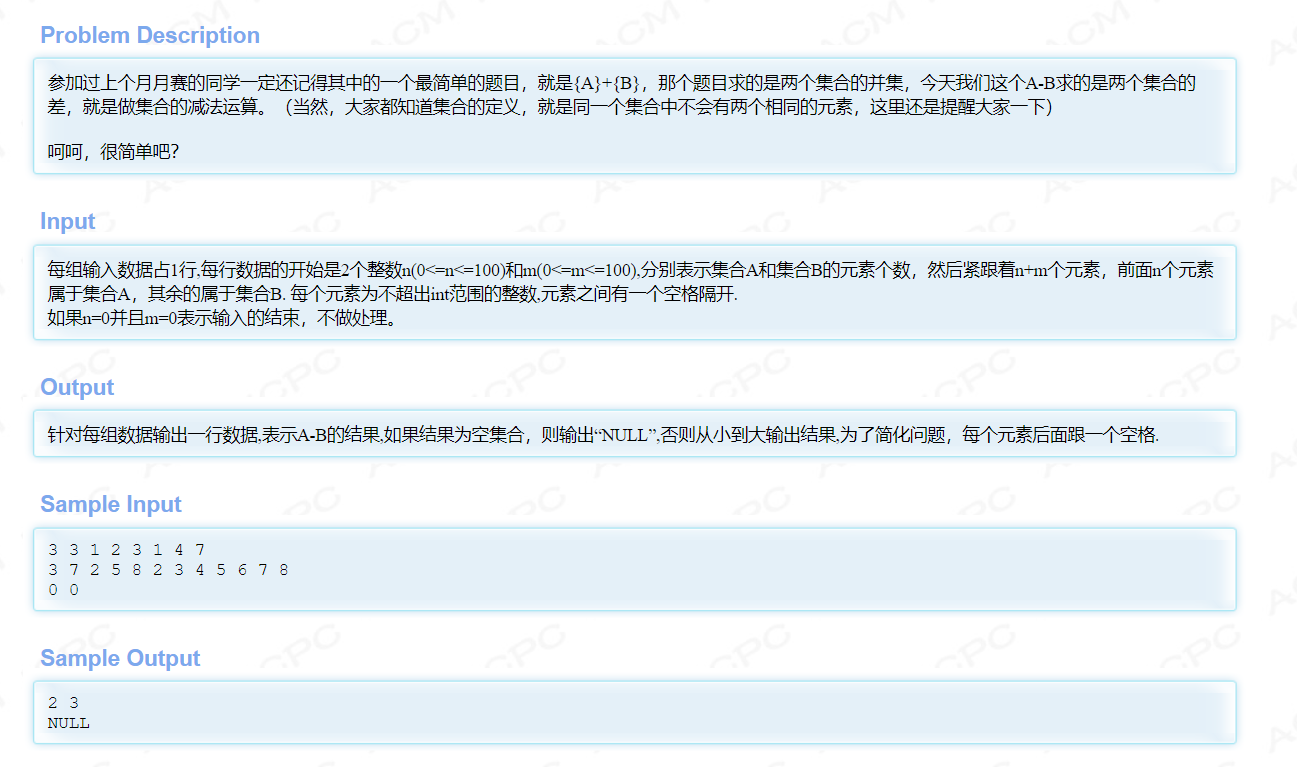 Problem Description
参加过上个月月赛的同学一定还记得其中的一个最简单的题目，就是{A}+{B}，那个题目求的是两个集合的并集，今天我们这个A-B求的是两个集合的
差，就是做集合的减法运算。（当然，大家都知道集合的定义，就是同一个集合中不会有两个相同的元素，这里还是提醒大家一下）
呵呵，很简单吧？
Input
每组输入数据占1行,每行数据的开始是2个整数n(0<=n<=100)和m(0<=m<=100),分别表示集合A和集合B的元素个数，然后紧跟着n+m个元素，前面n个元素
属于集合A，其余的属于集合B. 每个元素为不超出int范围的整数,元素之间有一个空格隔开.
如果n=0并且m=0表示输入的结束，不做处理。
Output
针对每组数据输出一行数据,表示A-B的结果,如果结果为空集合，则输出“NULL”,否则从小到大输出结果,为了简化问题，每个元素后面跟一个空格.
Sample Input
3 3 1 2 3 1 4 7
3 7 2 5 8 2 3 4 5 6 7 8
0 0
Sample Output
2 3
NULL